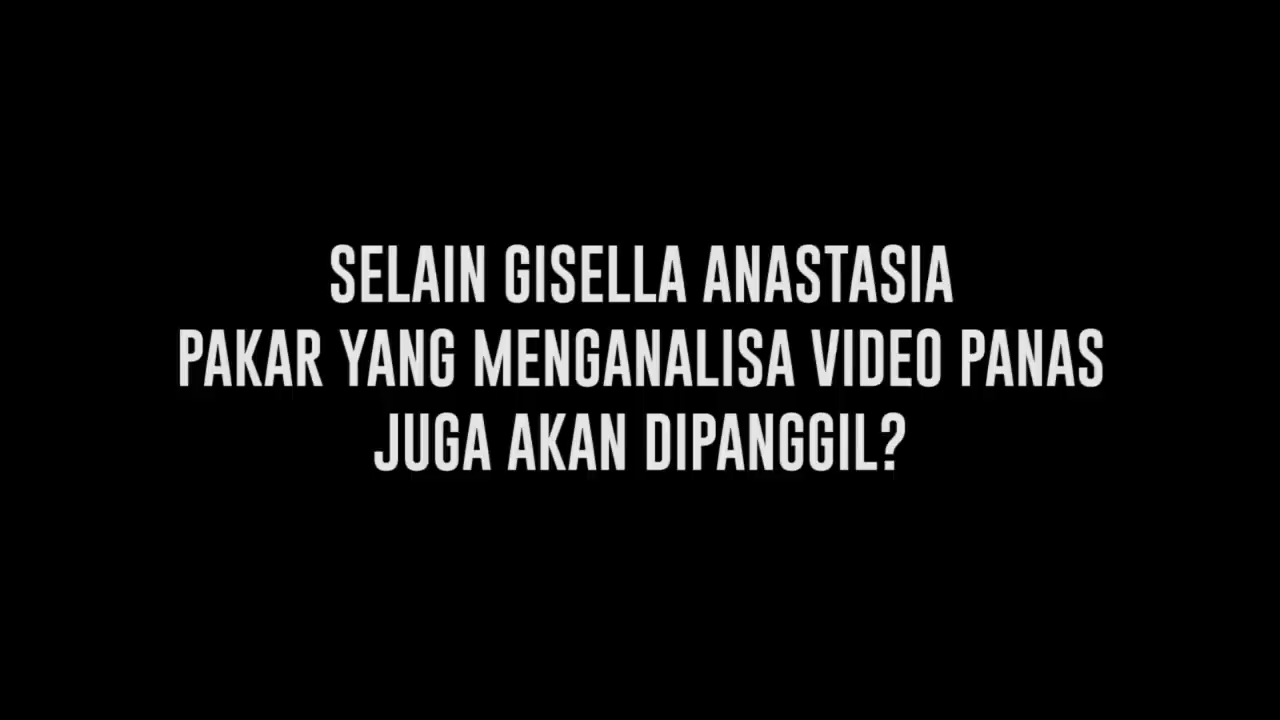 SELAIN GISELLA ANASTASIA
PAKAR YANG MENGANALISA VIDEO PANAS
JUGA AKAN DIPANGGIL?